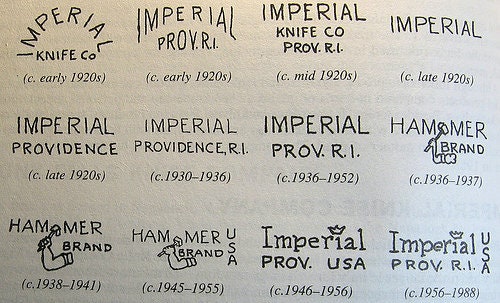 IMPERIAL
KNIFE Co
(c. early 1920s)
IMPERIAL
PROV. R.I.
(c. early 1920s)
IMPERIAL
KNIFE CO
PROV. R.I.
(c. mid 1920s)
IMPERIAL
(c. late 1920s)
IMPERIAL
PROVIDENCE
(c. late 1920s)
IMPERIAL
PROVIDENCE, R.I.
(c.1930–1936)
IMPERIAL
PROV. R.I.
(c.1936–1952)
HAMMER
BRAND
(c.1936–1937)
HAMMER
BRAND
(c.1938–1941)
HAMMER
BRAND
USA
(c.1945–1955)
Imperial
PROV. USA
(c.1946–1956)
Imperial
PROV. R.I.
USA
(c.1956–1988)